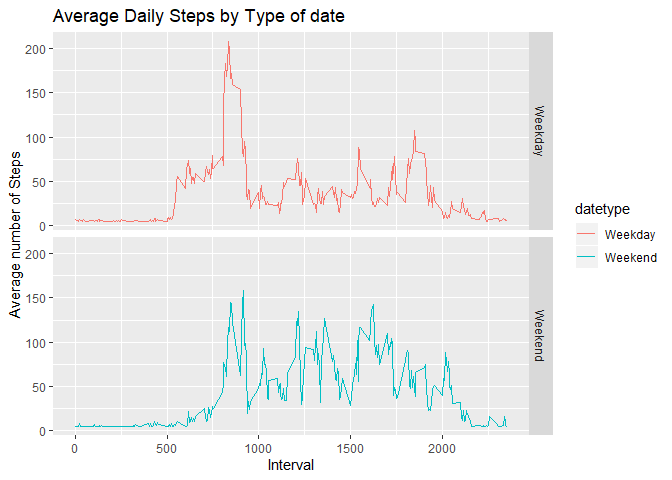 Average Daily Steps by Type of date
Average number of Steps
200
150
100
50
0
Weekday
200
150
100
50
0
Weekend
0
500
1000
1500
2000
Interval
datetype
Weekday
Weekend